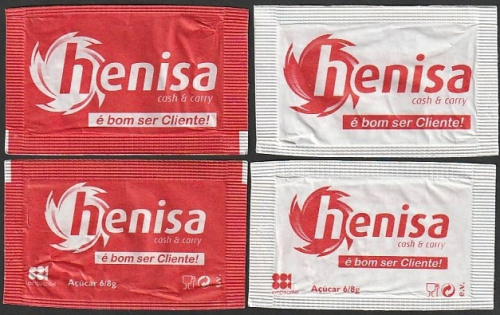 henisa
cash & carry
é bom ser Cliente!
henisa
cash & carry
é bom ser Cliente!
henisa
cash & carry
é bom ser Cliente!
Açúcar 6/8g
henisa
cash & carry
é bom ser Cliente!
Açúcar 6/8g
e.v.